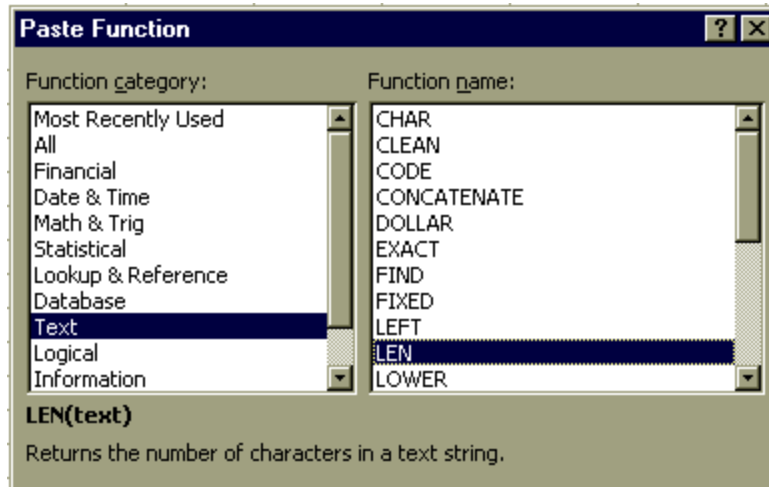 Paste Function
Function category:
Most Recently Used
All
Financial
Date & Time
Math & Trig
Statistical
Lookup & Reference
Database
Text
Logical
Information
Function name:
CHAR
CLEAN
CODE
CONCATENATE
DOLLAR
EXACT
FIND
FIXED
LEFT
LEN
LOWER
LEN(text)
Returns the number of characters in a text string.